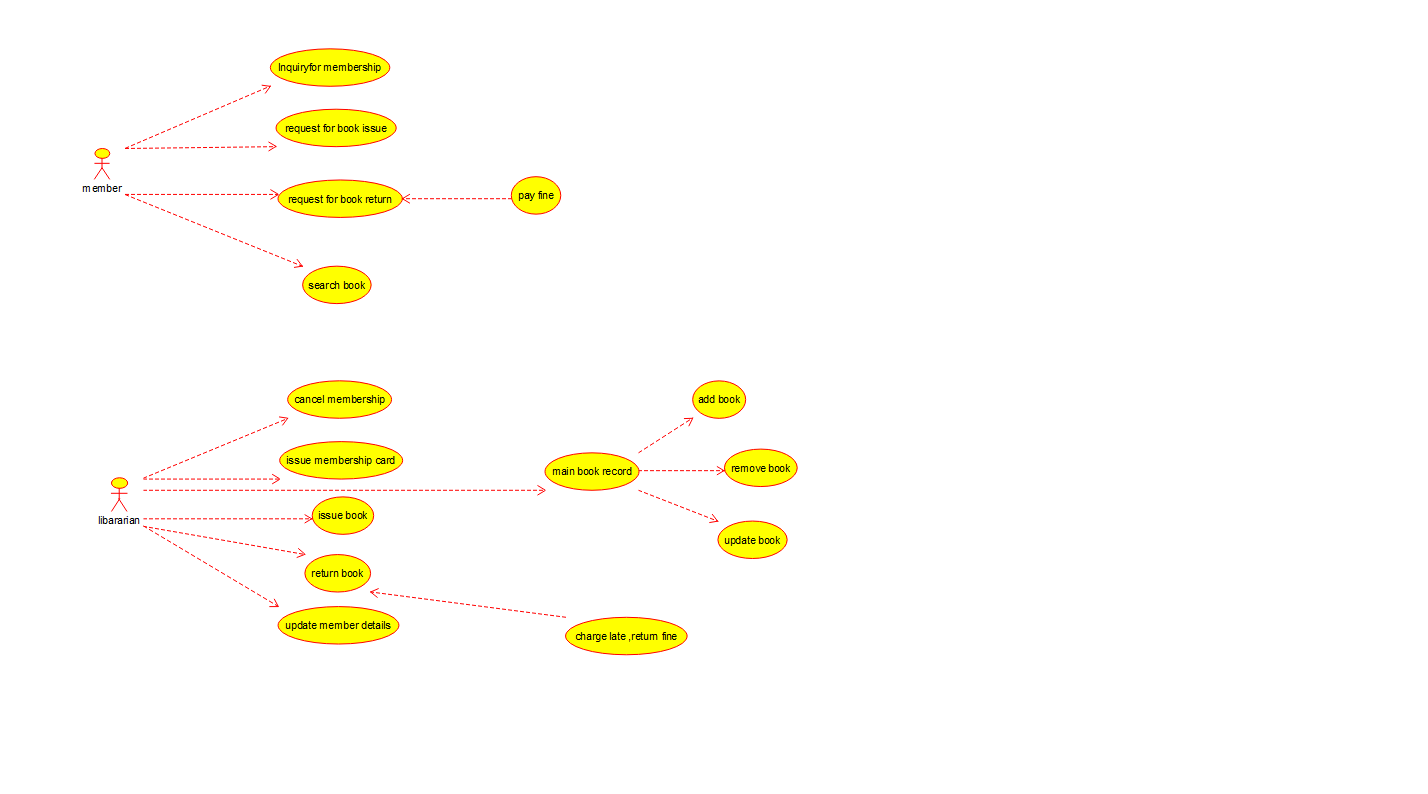 Inquiryfor membership
request for book issue
member
request for book return
pay fine
search book
cancel membership
add book
issue membership card
main book record
remove book
libararian
issue book
update book
return book
update member details
charge late ,return fine